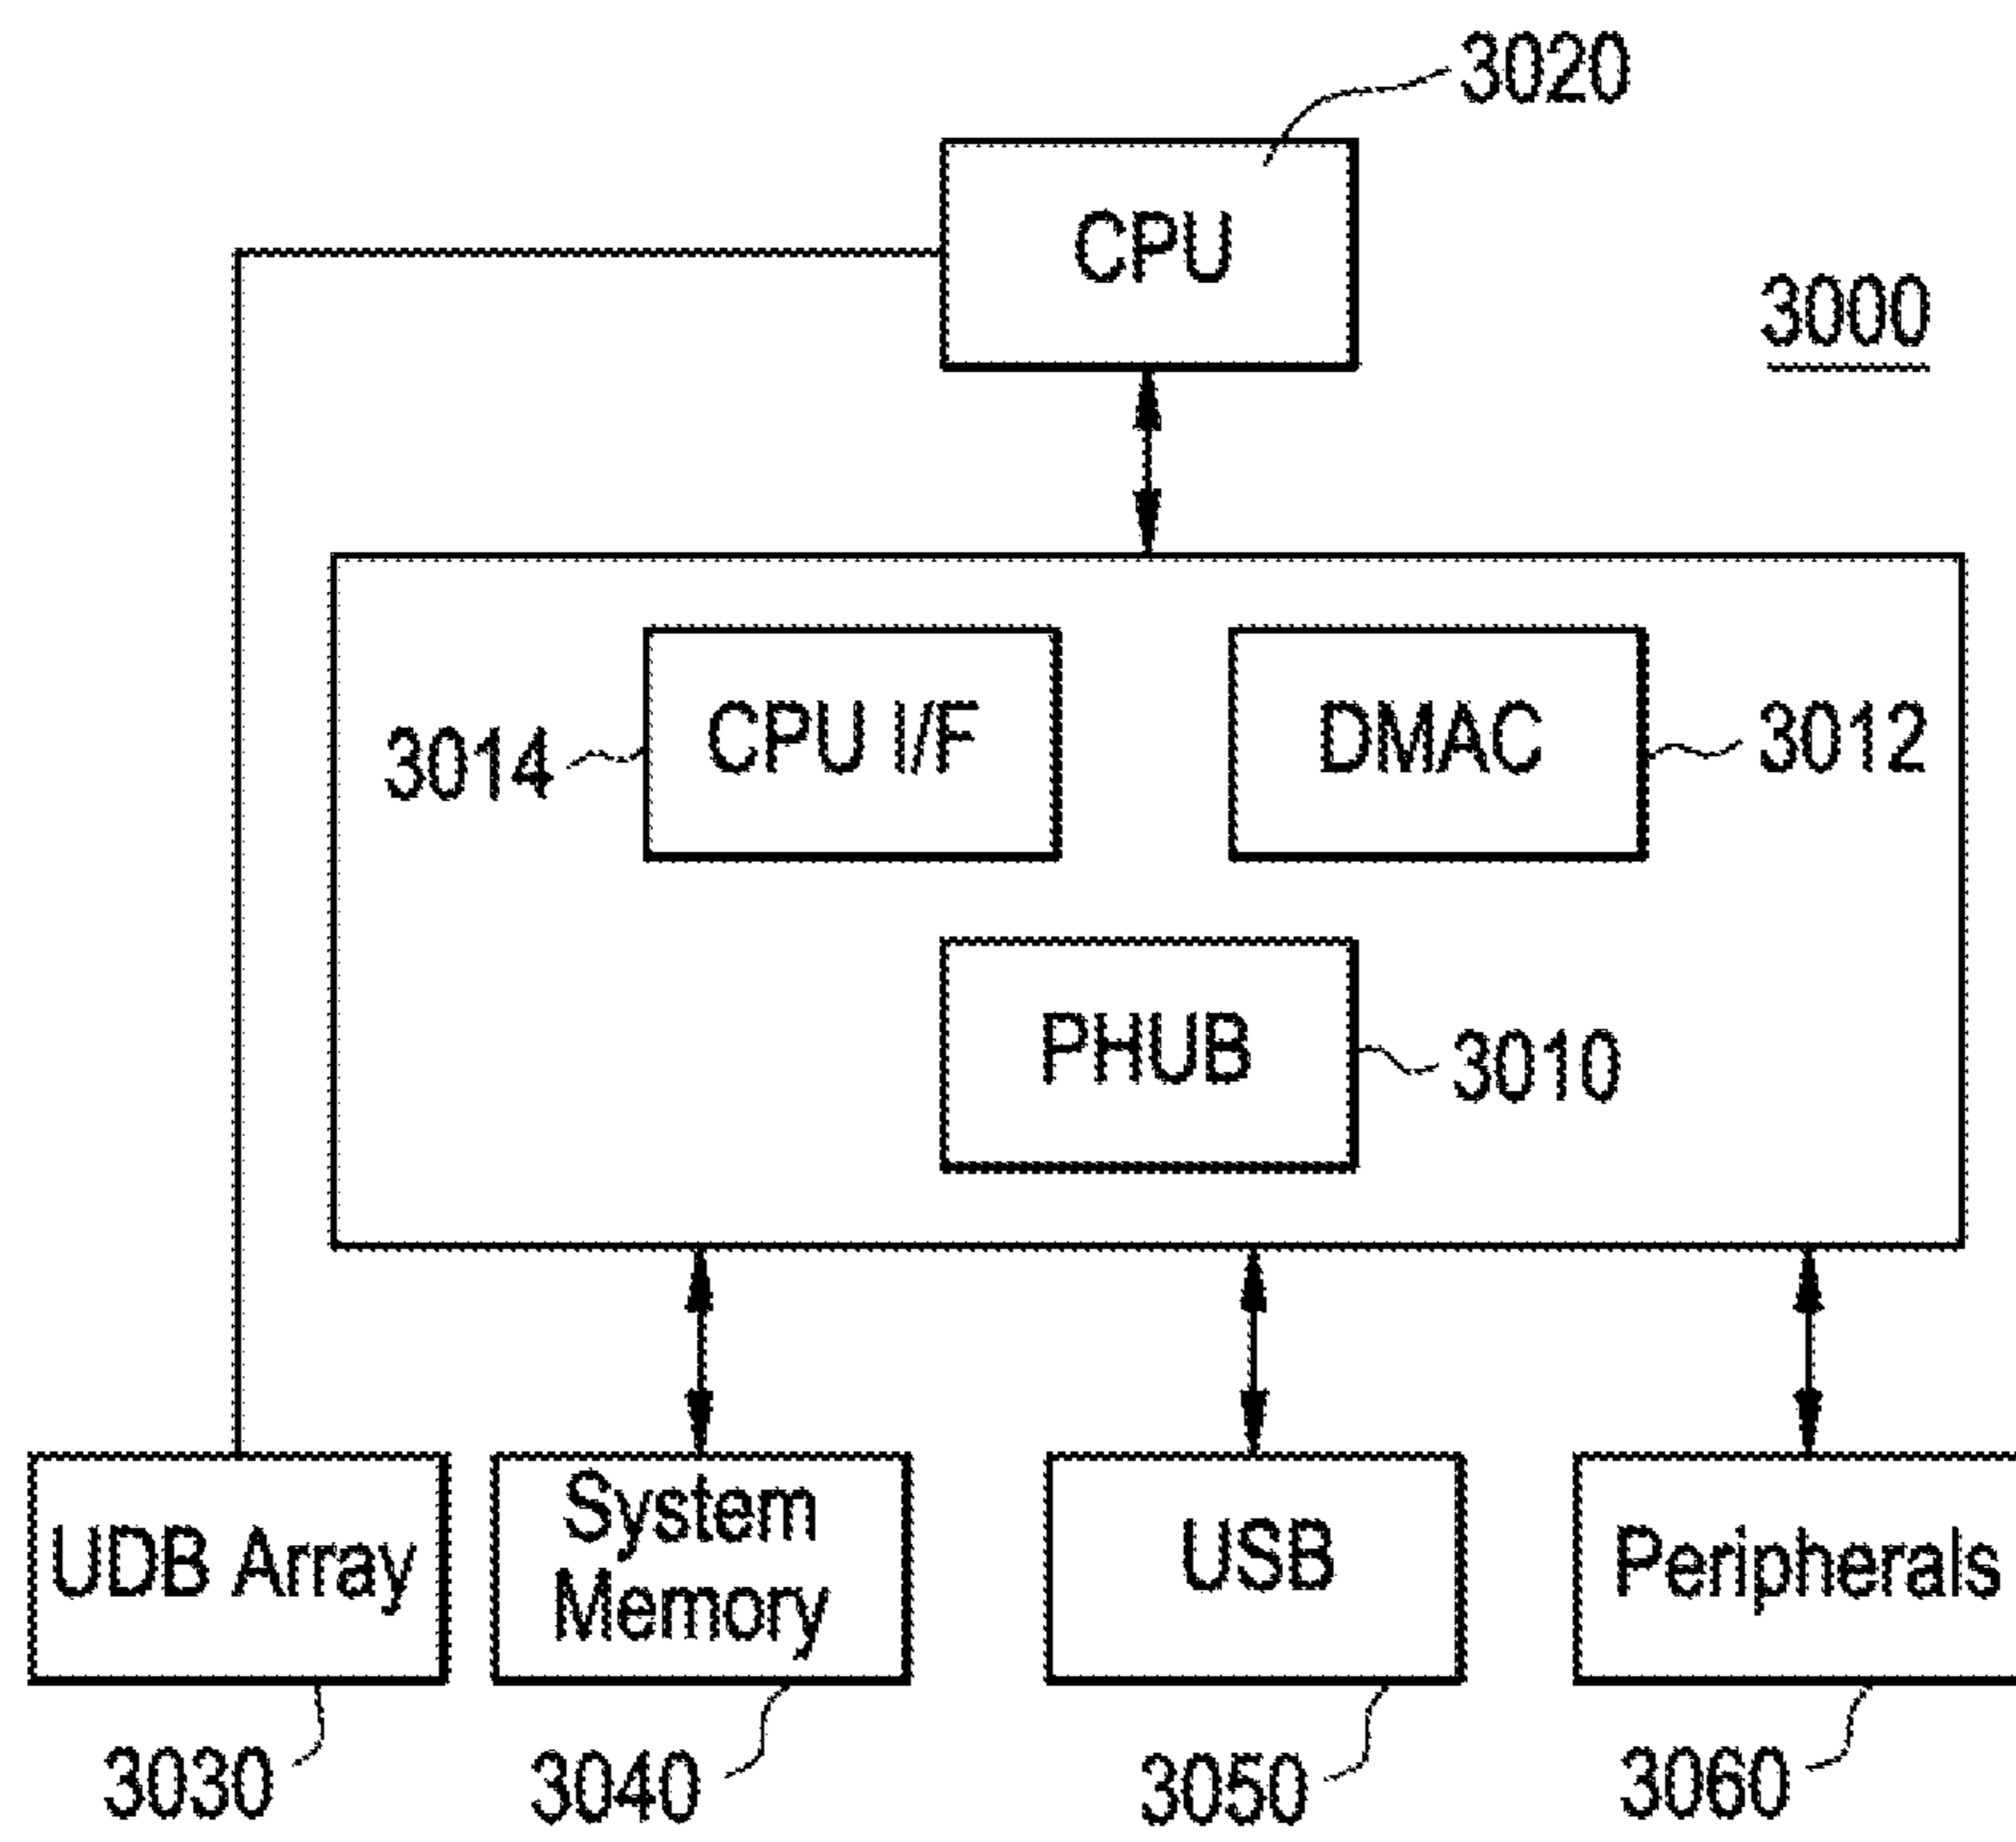 3020
CPU
3000
CPU I/F
DMAC
3014
3012
PHUB
3010
UDB Array
System
Memory
USB
Peripherals
3030
3040
3050
3060